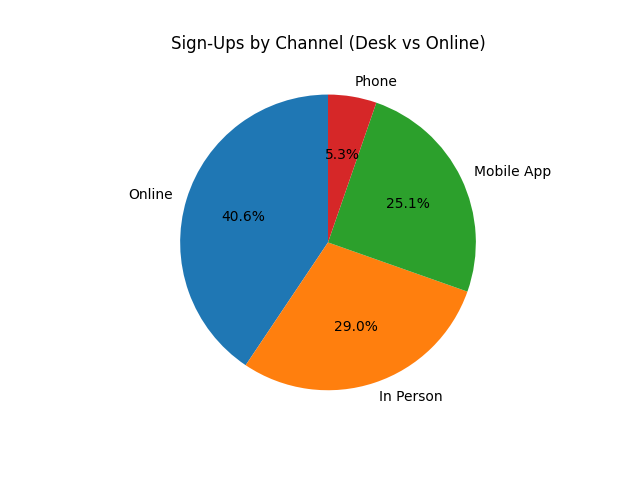 Sign-Ups by Channel (Desk vs Online)
Phone
5.3%
Mobile App
Online
25.1%
40.6%
29.0%
In Person